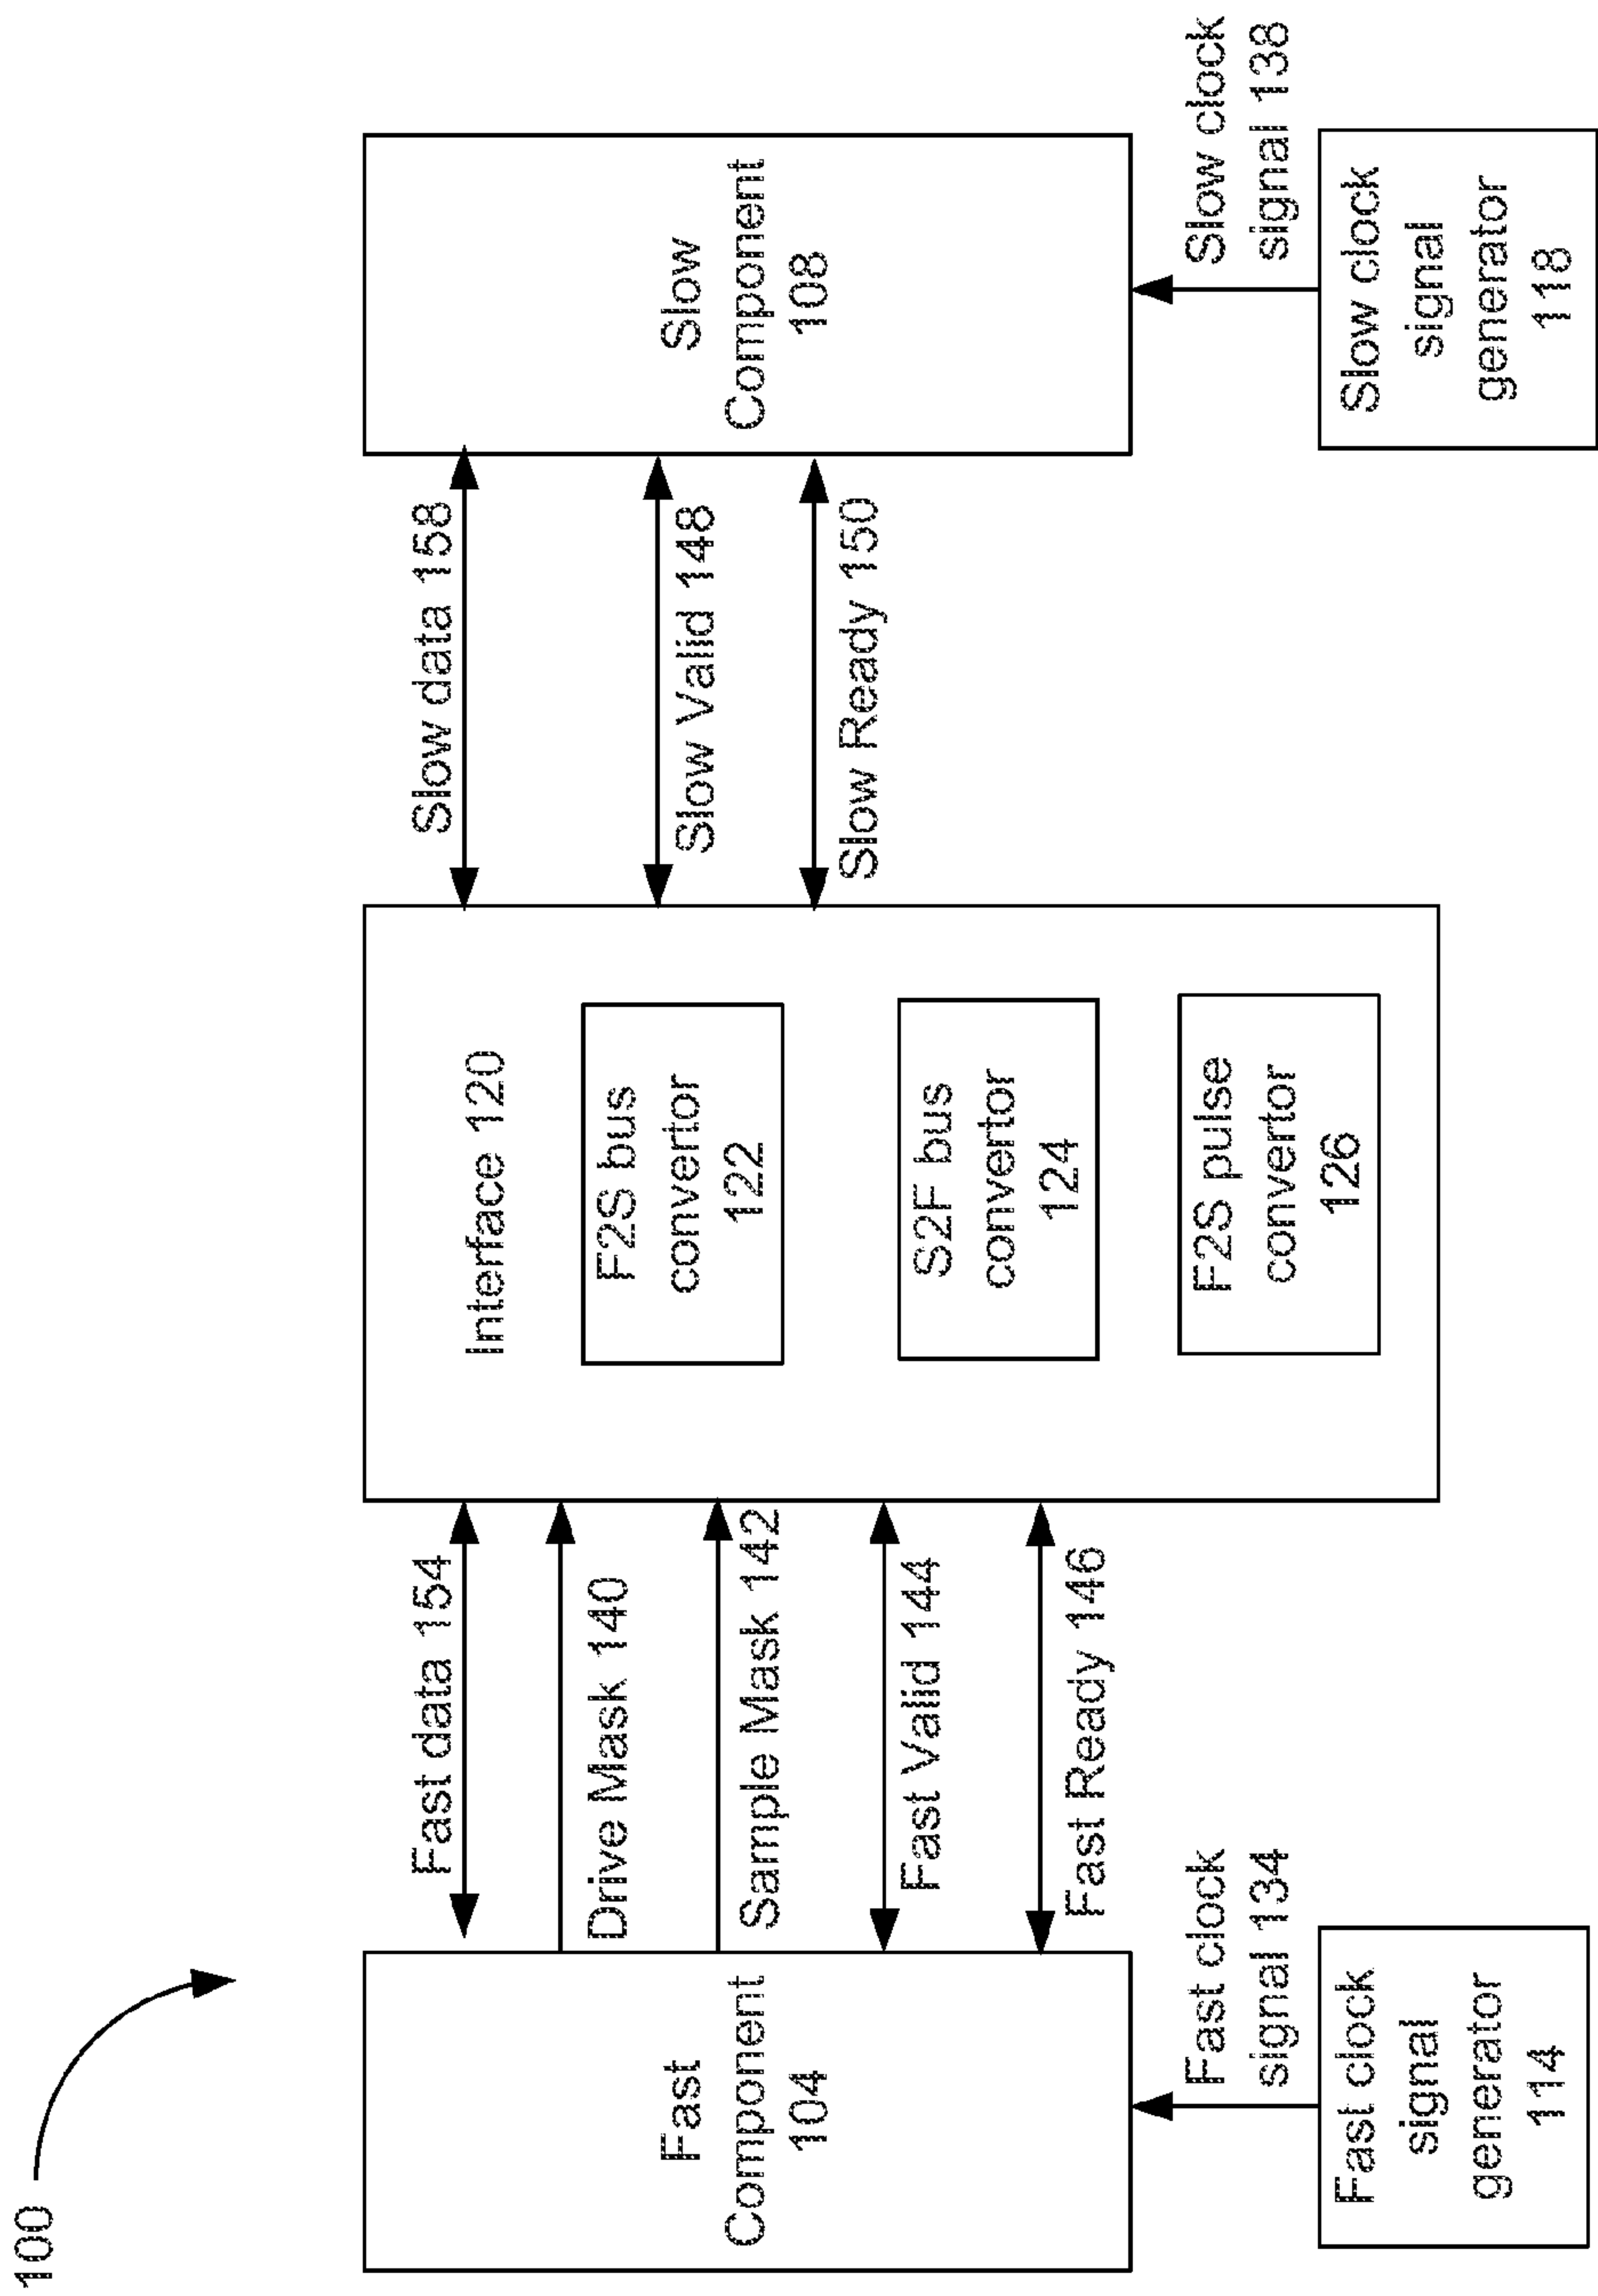 100
Fast
Component
104
Fast data 154
Drive Mask 140
Sample Mask 142
Fast Valid 144
Fast Ready 146
Fast clock
signal 134
Fast clock
signal
generator
114
Interface 120
F2S bus
convertor
122
S2F bus
convertor
124
F2S pulse
convertor
126
Slow data 158
Slow Valid 148
Slow Ready 150
Slow
Component
108
Slow clock
signal 138
Slow clock
signal
generator
118